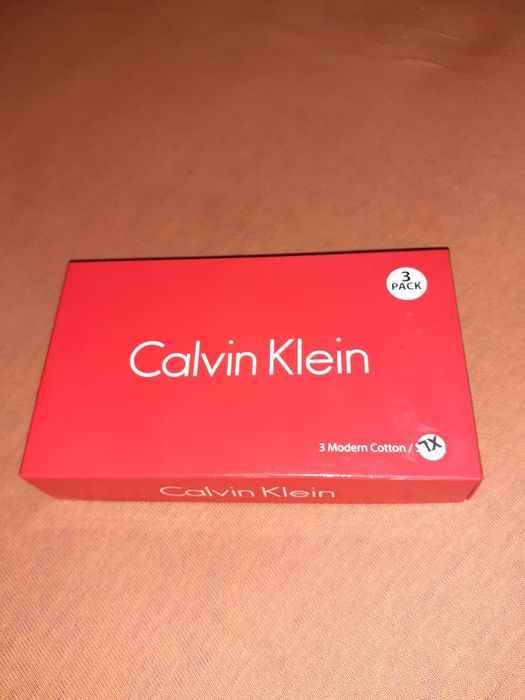 3
PACK
Calvin Klein
3 Modern Cotton /
XL
Calvin Klein